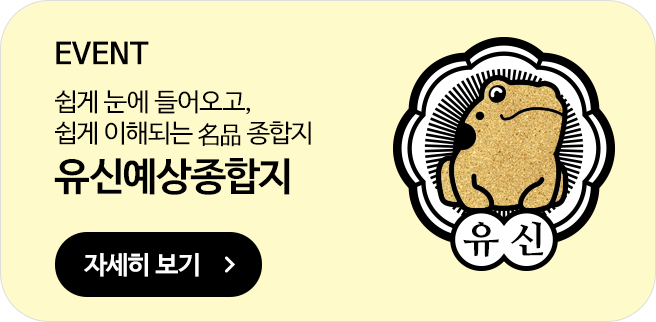 EVENT
쉽게 눈에 들어오고,
쉽게 이해되는 名品 종합지
유신예상종합지
자세히 보기
유신